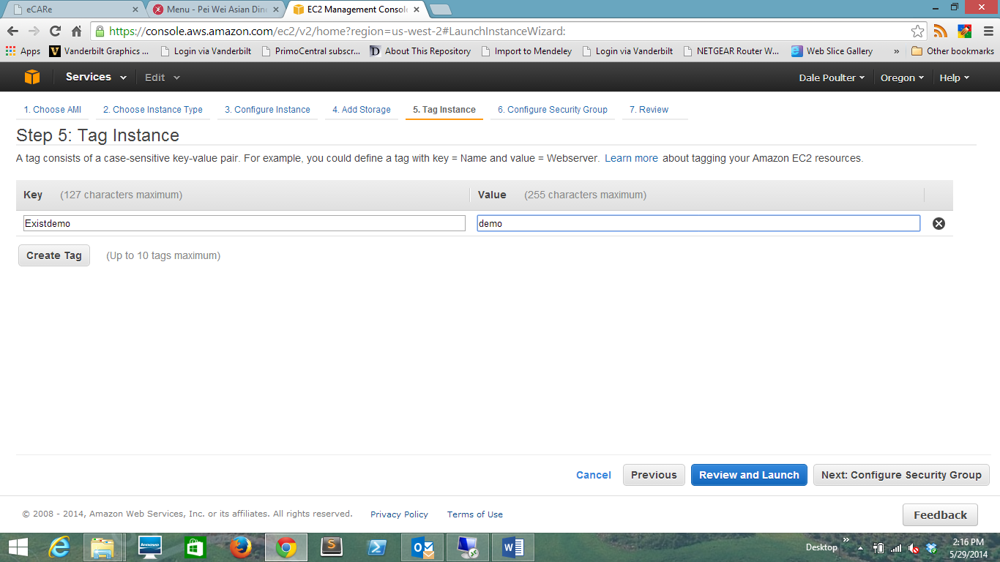 eCARe
Menu - Pei Wei Asian Dine
EC2 Management Console
https://console.aws.amazon.com/ec2/v2/home?region=us-west-2#LaunchInstanceWizard:
Apps Vanderbilt Graphics ... Login via Vanderbilt PrimoCentral subscr... About This Repository Import to Mendeley Login via Vanderbilt NETGEAR Router W... Web Slice Gallery » Other bookmarks
Services Edit Dale Poulter Oregon Help
1. Choose AMI 2. Choose Instance Type 3. Configure Instance 4. Add Storage 5. Tag Instance 6. Configure Security Group 7. Review
Step 5: Tag Instance
A tag consists of a case-sensitive key-value pair. For example, you could define a tag with key = Name and value = Webserver. Learn more about tagging your Amazon EC2 resources.
Key (127 characters maximum) Value (255 characters maximum)
Existdemo demo
Create Tag (Up to 10 tags maximum)
Cancel Previous Review and Launch Next: Configure Security Group
© 2008 - 2014, Amazon Web Services, Inc. or its affiliates. All rights reserved. Privacy Policy Terms of Use Feedback
lenovo
Desktop »
2:16 PM
5/29/2014